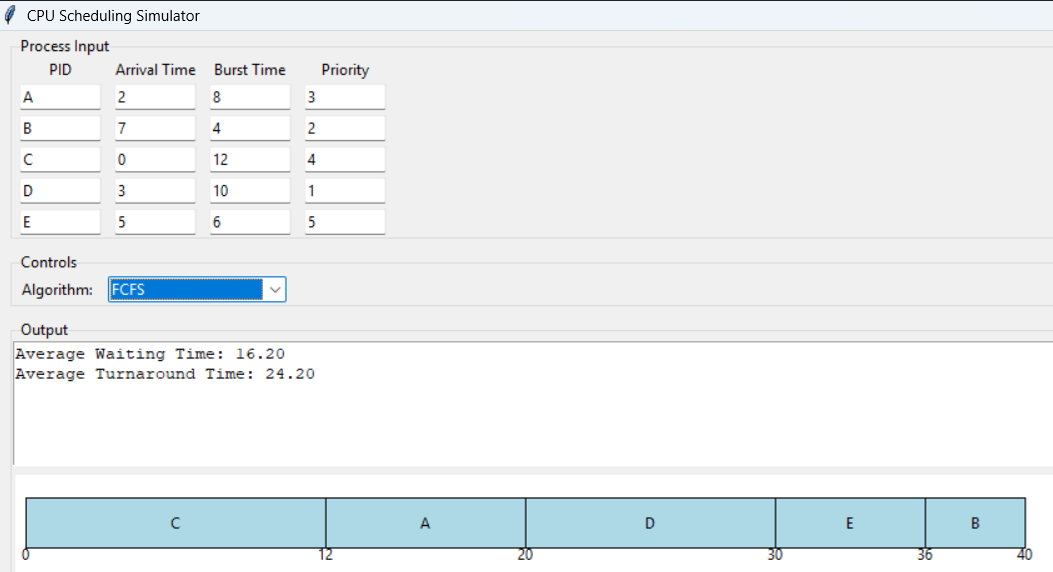 CPU Scheduling Simulator
Process Input
PID Arrival Time Burst Time Priority
A 2 8 3
B 7 4 2
C 0 12 4
D 3 10 1
E 5 6 5
Controls
Algorithm: FCFS
Output
Average Waiting Time: 16.20
Average Turnaround Time: 24.20
C A D E B
0 12 20 30 36 40